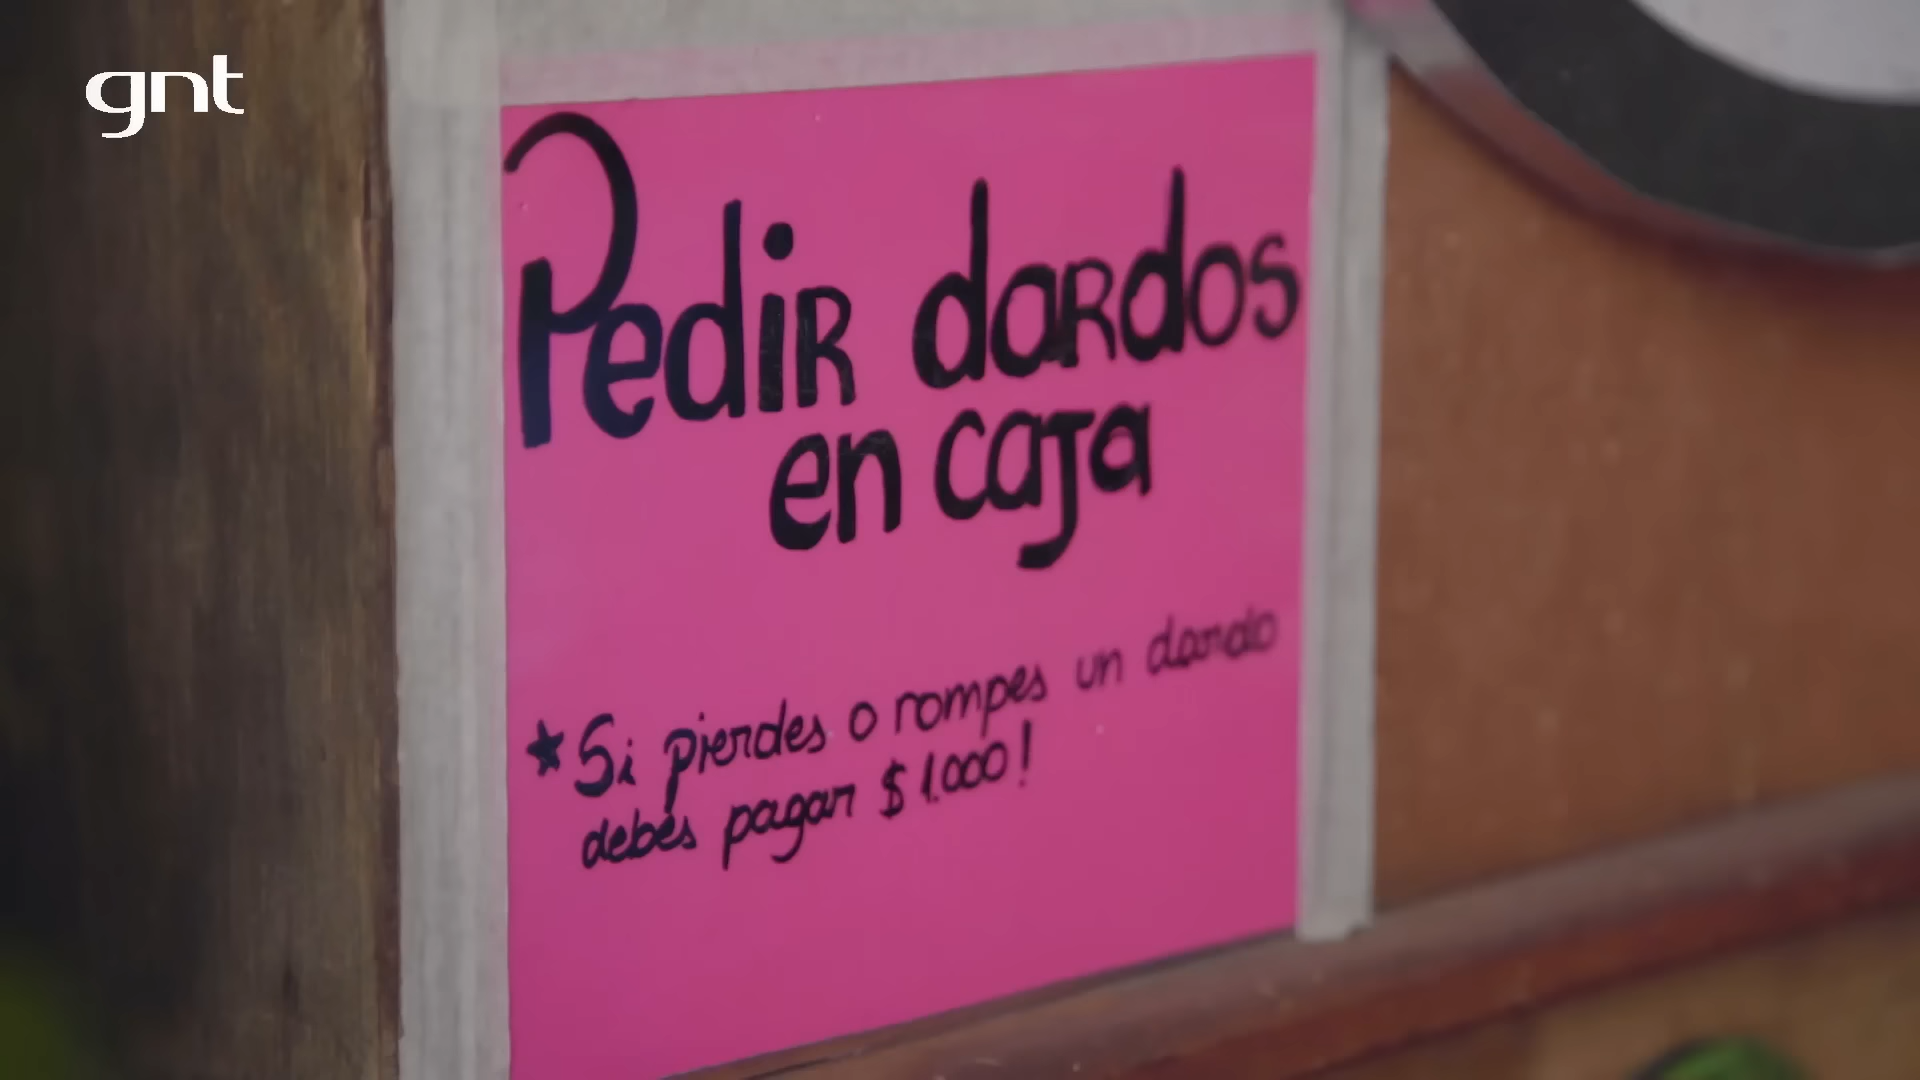 gnt
Pedir dardos
en caja
★ Si pierdes o rompes un dardo
debes pagar $ 1.000!